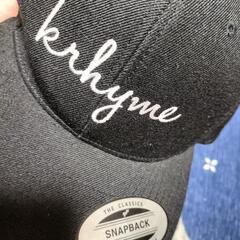 krhyme
THE CLASSICS
SNAPBACK